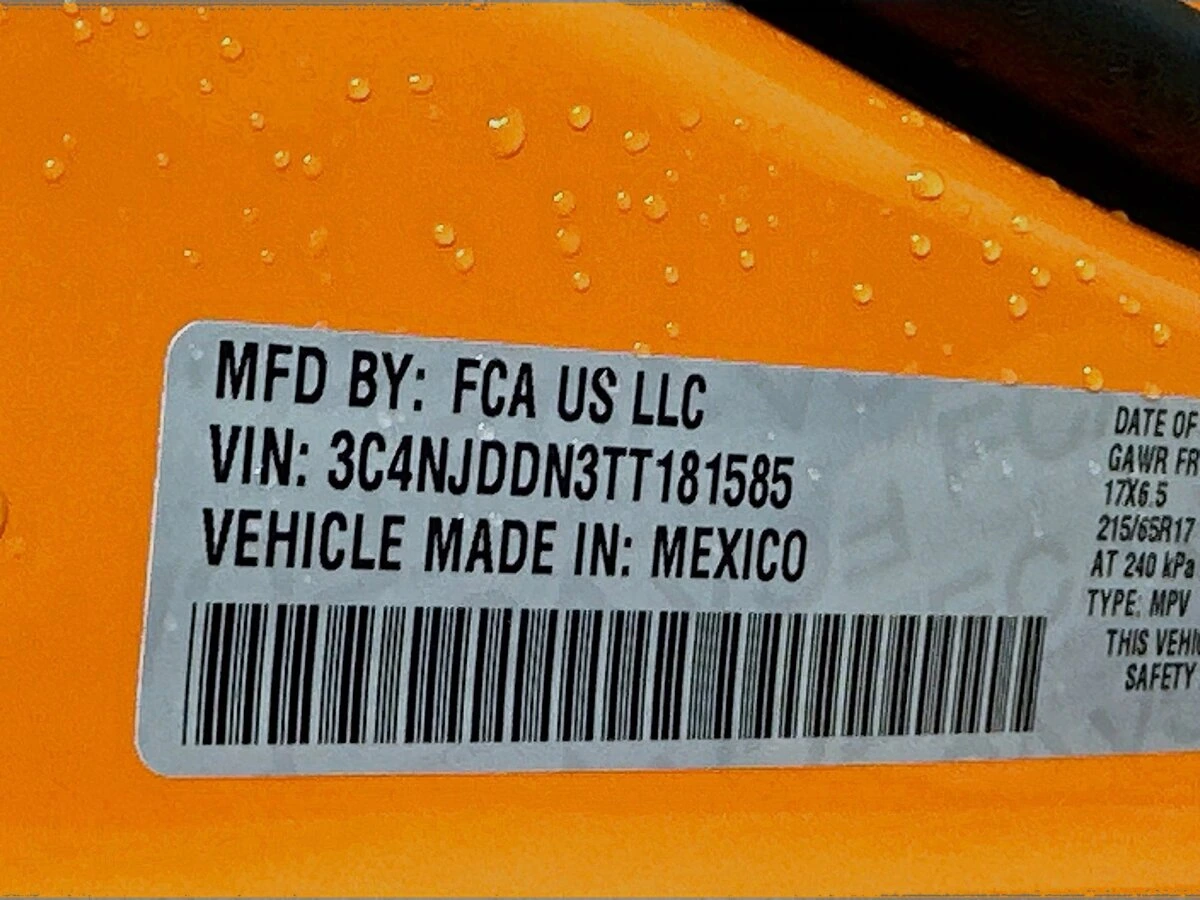 MFD BY: FCA US LLC
VIN: 3C4NJDDN3TT181585
VEHICLE MADE IN: MEXICO
DATE OF
GAWR FR
17X6.5
215/65R17
AT 240 kPa
TYPE: MPV
THIS
SAFETY